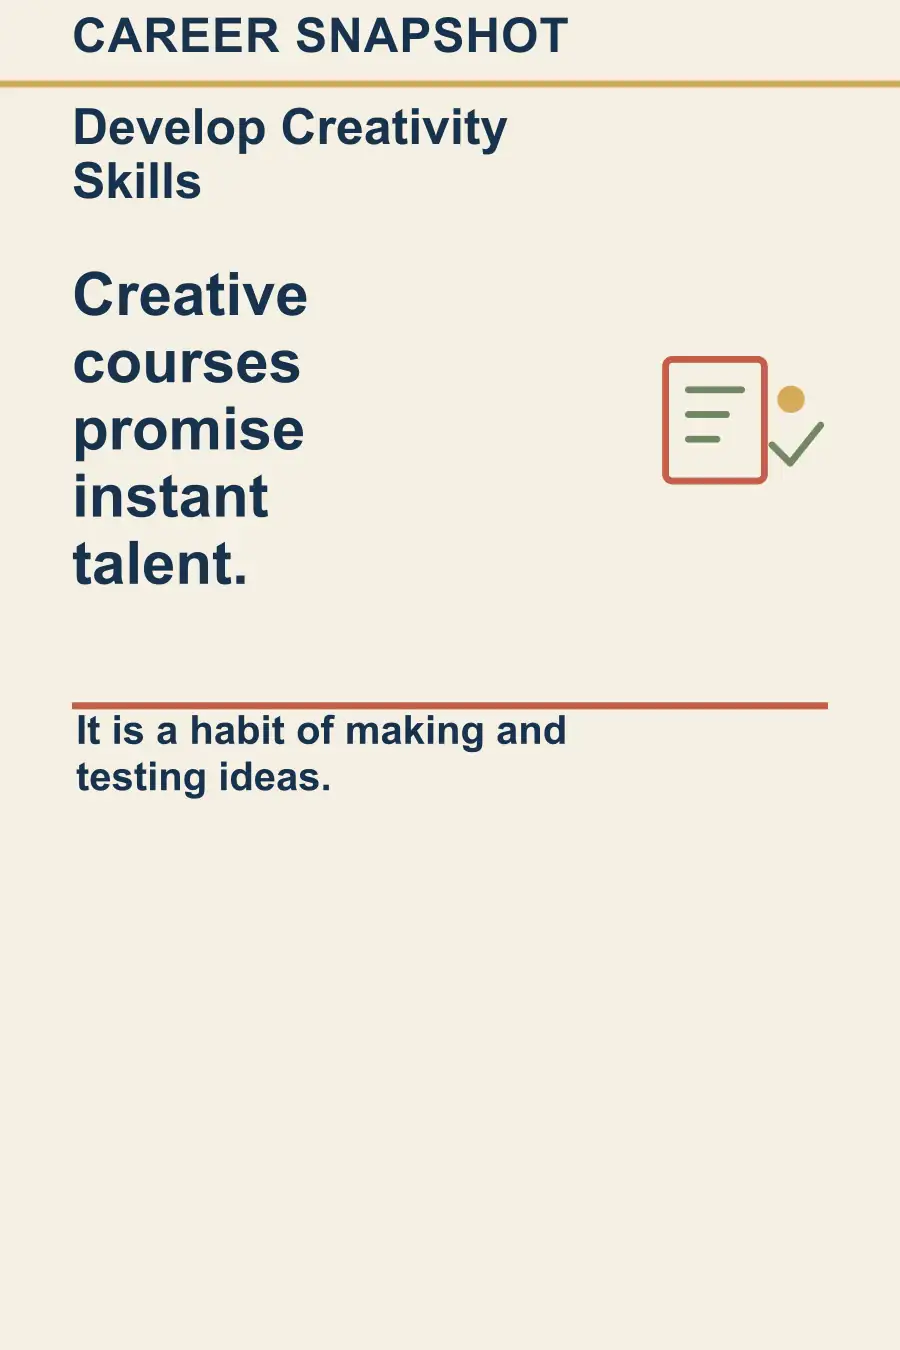 CAREER SNAPSHOT
Develop Creativity
Skills
Creative
courses
promise
instant
talent.
It is a habit of making and
testing ideas.